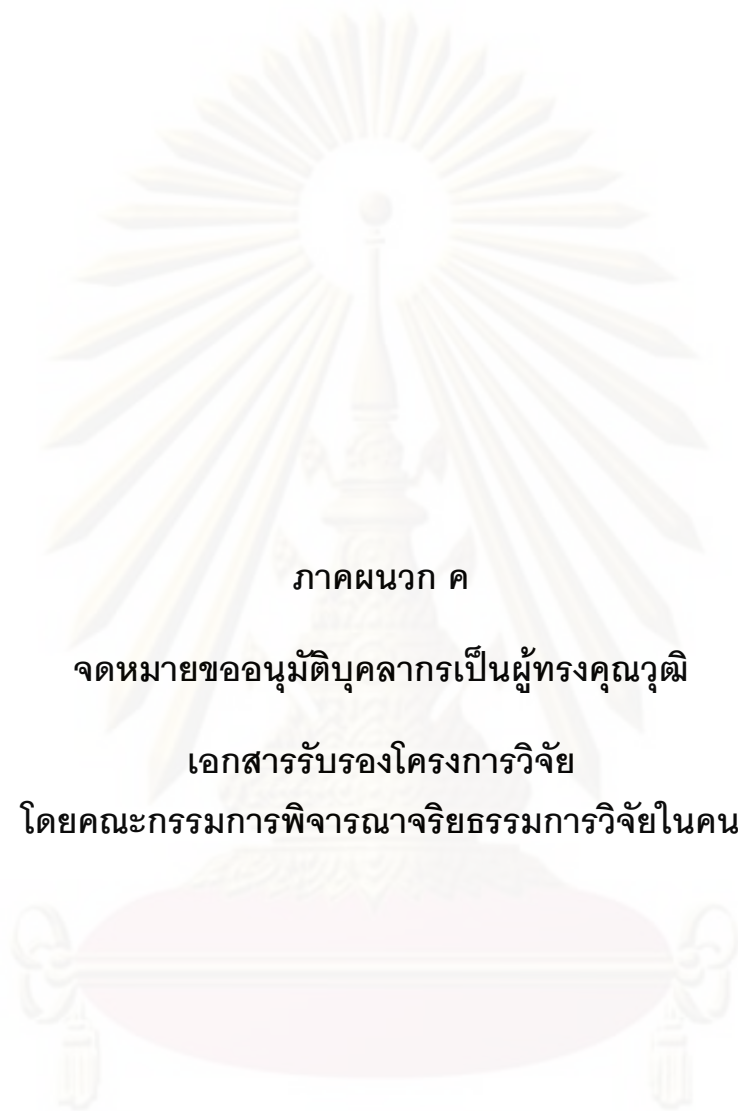 ภาคผนวก ค
จดหมายขออนุมัติบุคลากรเป็นผู้ทรงคุณวุฒิ
เอกสารรับรองโครงการวิจัย
โดยคณะกรรมการพิจารณาจริยธรรมการวิจัยในคน